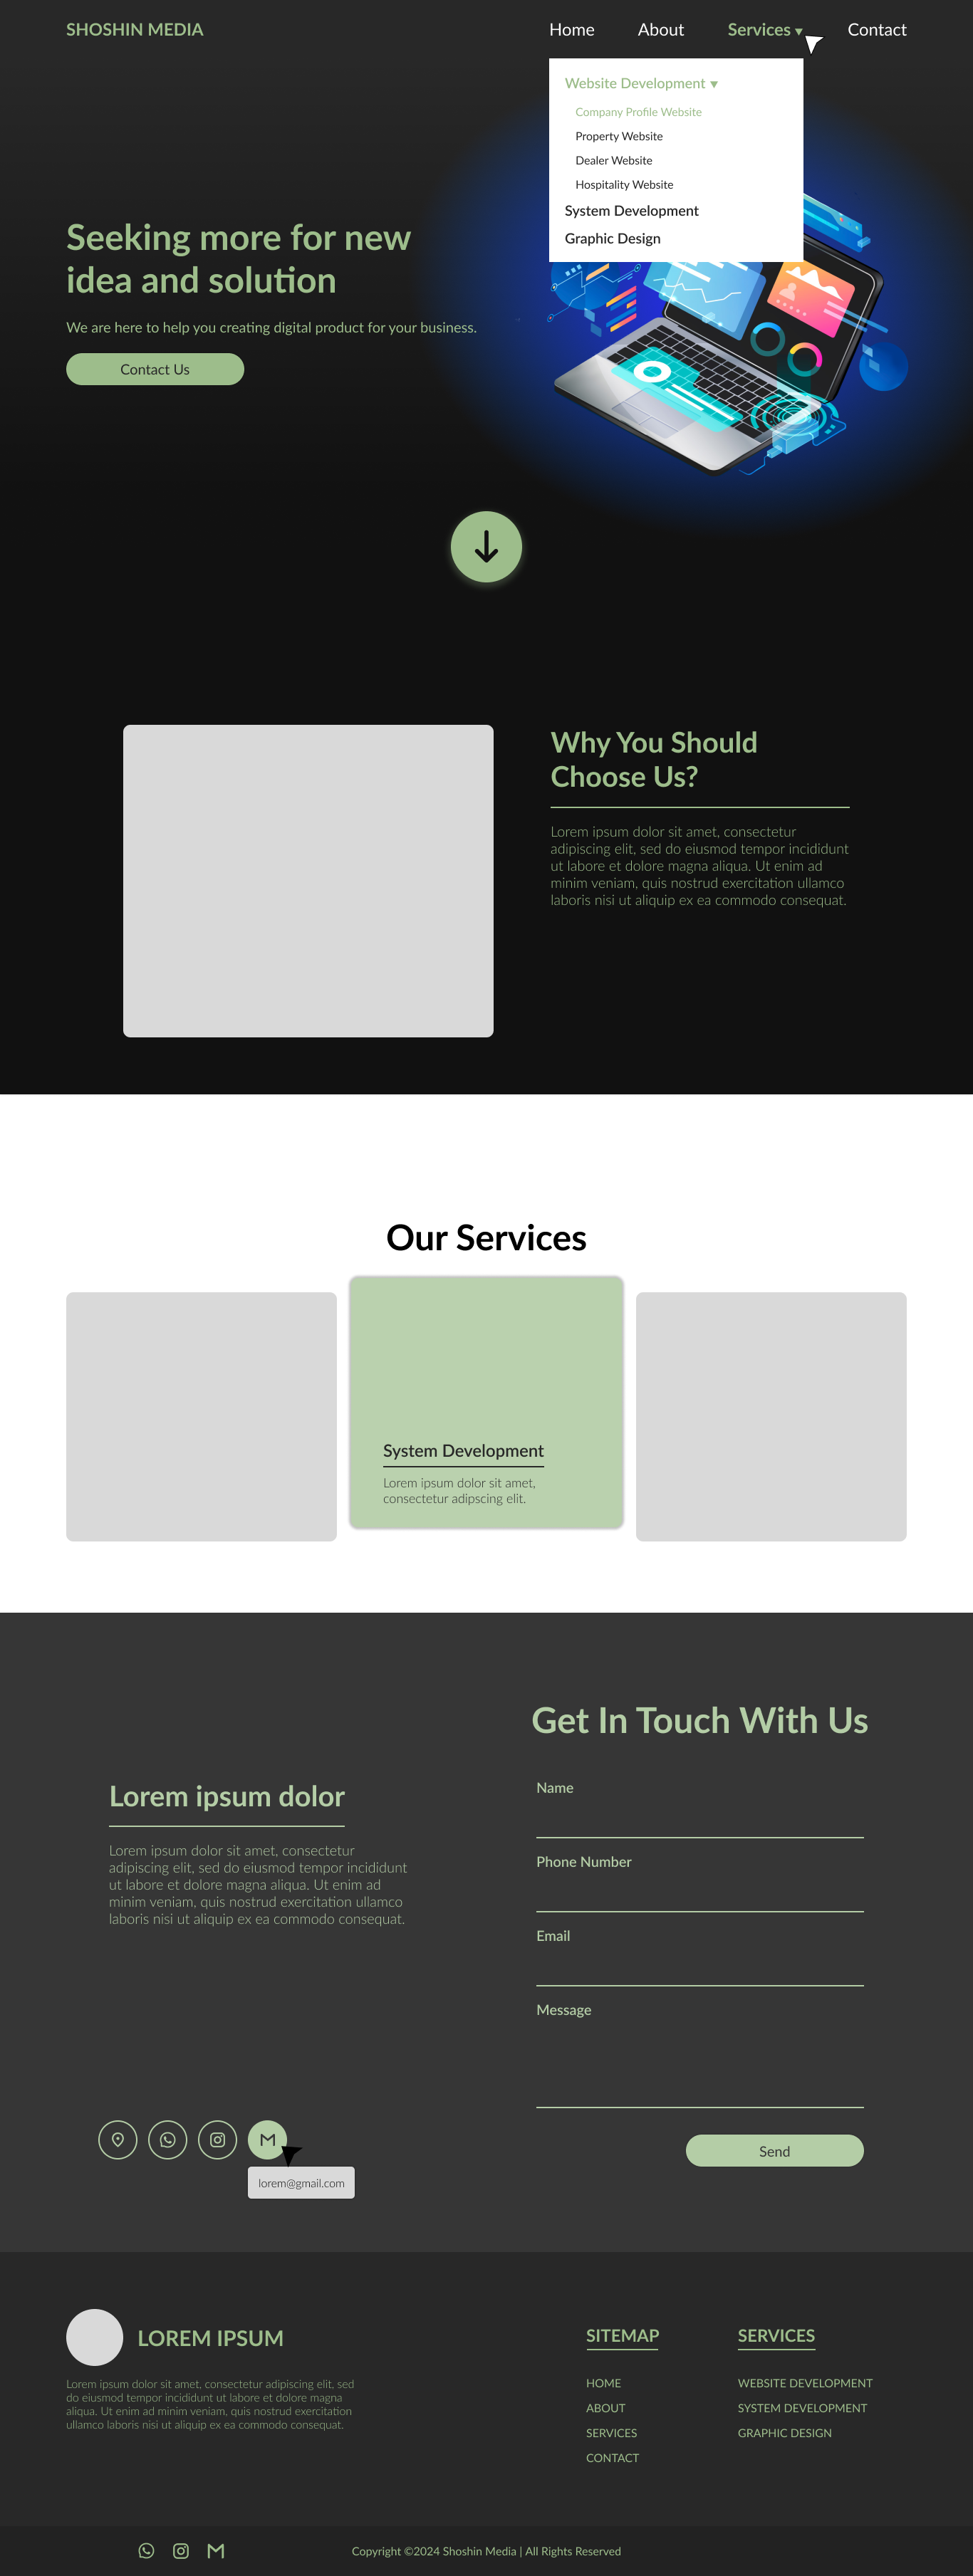 SHOSHIN MEDIA
Home
About
Services
Contact
Website Development
Company Profile Website
Property Website
Dealer Website
Hospitality Website
System Development
Graphic Design
Seeking more for new
idea and solution
We are here to help you creating digital product for your business.
Contact Us
Why You Should
Choose Us?
Lorem ipsum dolor sit amet, consectetur
adipiscing elit, sed do eiusmod tempor incididunt
ut labore et dolore magna aliqua. Ut enim ad
minim veniam, quis nostrud exercitation ullamco
laboris nisi ut aliquip ex ea commodo consequat.
Our Services
System Development
Lorem ipsum dolor sit amet,
consectetur adipscing elit.
Get In Touch With Us
Lorem ipsum dolor
Lorem ipsum dolor sit amet, consectetur
adipiscing elit, sed do eiusmod tempor incididunt
ut labore et dolore magna aliqua. Ut enim ad
minim veniam, quis nostrud exercitation ullamco
laboris nisi ut aliquip ex ea commodo consequat.
Name
Phone Number
Email
Message
Send
lorem@gmail.com
LOREM IPSUM
Lorem ipsum dolor sit amet, consectetur adipiscing elit, sed
do eiusmod tempor incididunt ut labore et dolore magna
aliqua. Ut enim ad minim veniam, quis nostrud exercitation
ullamco laboris nisi ut aliquip ex ea commodo consequat.
SITEMAP
HOME
ABOUT
SERVICES
CONTACT
SERVICES
WEBSITE DEVELOPMENT
SYSTEM DEVELOPMENT
GRAPHIC DESIGN
Copyright ©2024 Shoshin Media | All Rights Reserved